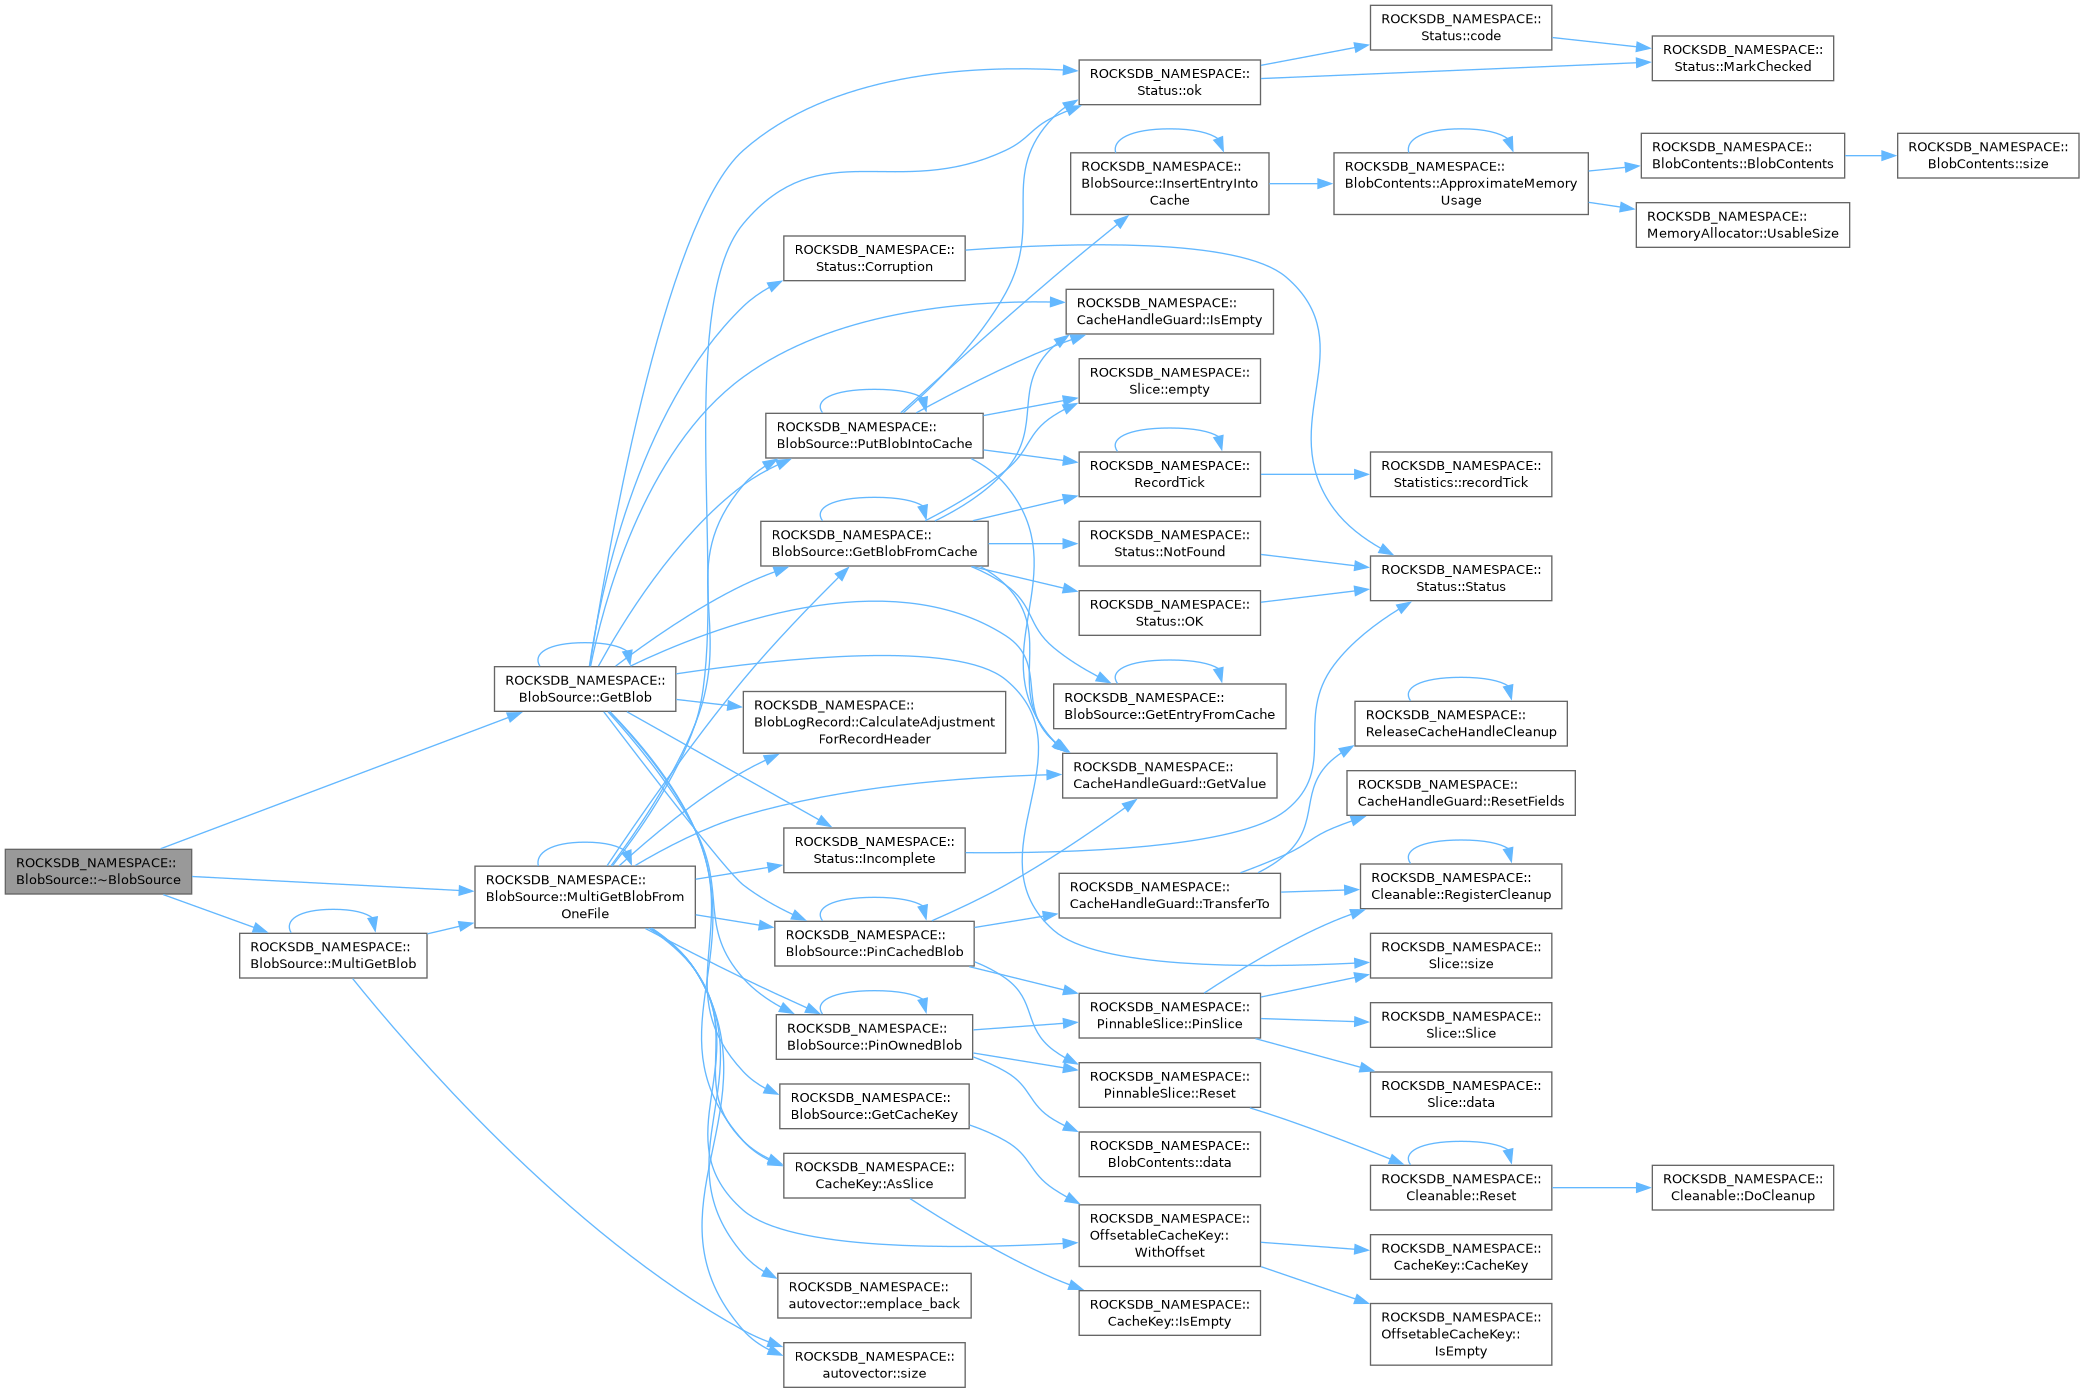 ROCKSDB_NAMESPACE::
BlobSource::~BlobSource
ROCKSDB_NAMESPACE::
BlobSource::MultiGetBlob
ROCKSDB_NAMESPACE::
BlobSource::GetBlob
ROCKSDB_NAMESPACE::
BlobSource::MultiGetBlobFrom
OneFile
ROCKSDB_NAMESPACE::
Status::Corruption
ROCKSDB_NAMESPACE::
BlobSource::PutBlobIntoCache
ROCKSDB_NAMESPACE::
BlobSource::GetBlobFromCache
ROCKSDB_NAMESPACE::
BlobLogRecord::CalculateAdjustment
ForRecordHeader
ROCKSDB_NAMESPACE::
Status::Incomplete
ROCKSDB_NAMESPACE::
BlobSource::PinCachedBlob
ROCKSDB_NAMESPACE::
BlobSource::PinOwnedBlob
ROCKSDB_NAMESPACE::
BlobSource::GetCacheKey
ROCKSDB_NAMESPACE::
CacheKey::AsSlice
ROCKSDB_NAMESPACE::
autovector::emplace_back
ROCKSDB_NAMESPACE::
autovector::size
ROCKSDB_NAMESPACE::
Status::ok
ROCKSDB_NAMESPACE::
BlobSource::InsertEntryInto
Cache
ROCKSDB_NAMESPACE::
CacheHandleGuard::IsEmpty
ROCKSDB_NAMESPACE::
Slice::empty
ROCKSDB_NAMESPACE::
RecordTick
ROCKSDB_NAMESPACE::
Status::NotFound
ROCKSDB_NAMESPACE::
Status::OK
ROCKSDB_NAMESPACE::
BlobSource::GetEntryFromCache
ROCKSDB_NAMESPACE::
CacheHandleGuard::GetValue
ROCKSDB_NAMESPACE::
CacheHandleGuard::TransferTo
ROCKSDB_NAMESPACE::
PinnableSlice::PinSlice
ROCKSDB_NAMESPACE::
PinnableSlice::Reset
ROCKSDB_NAMESPACE::
BlobContents::data
ROCKSDB_NAMESPACE::
OffsetableCacheKey::
WithOffset
ROCKSDB_NAMESPACE::
CacheKey::IsEmpty
ROCKSDB_NAMESPACE::
Status::code
ROCKSDB_NAMESPACE::
BlobContents::ApproximateMemory
Usage
ROCKSDB_NAMESPACE::
Statistics::recordTick
ROCKSDB_NAMESPACE::
Status::Status
ROCKSDB_NAMESPACE::
ReleaseCacheHandleCleanup
ROCKSDB_NAMESPACE::
CacheHandleGuard::ResetFields
ROCKSDB_NAMESPACE::
Cleanable::RegisterCleanup
ROCKSDB_NAMESPACE::
Slice::size
ROCKSDB_NAMESPACE::
Slice::Slice
ROCKSDB_NAMESPACE::
Slice::data
ROCKSDB_NAMESPACE::
Cleanable::Reset
ROCKSDB_NAMESPACE::
CacheKey::CacheKey
ROCKSDB_NAMESPACE::
OffsetableCacheKey::
IsEmpty
ROCKSDB_NAMESPACE::
Status::MarkChecked
ROCKSDB_NAMESPACE::
BlobContents::BlobContents
ROCKSDB_NAMESPACE::
MemoryAllocator::UsableSize
ROCKSDB_NAMESPACE::
Cleanable::DoCleanup
ROCKSDB_NAMESPACE::
BlobContents::size